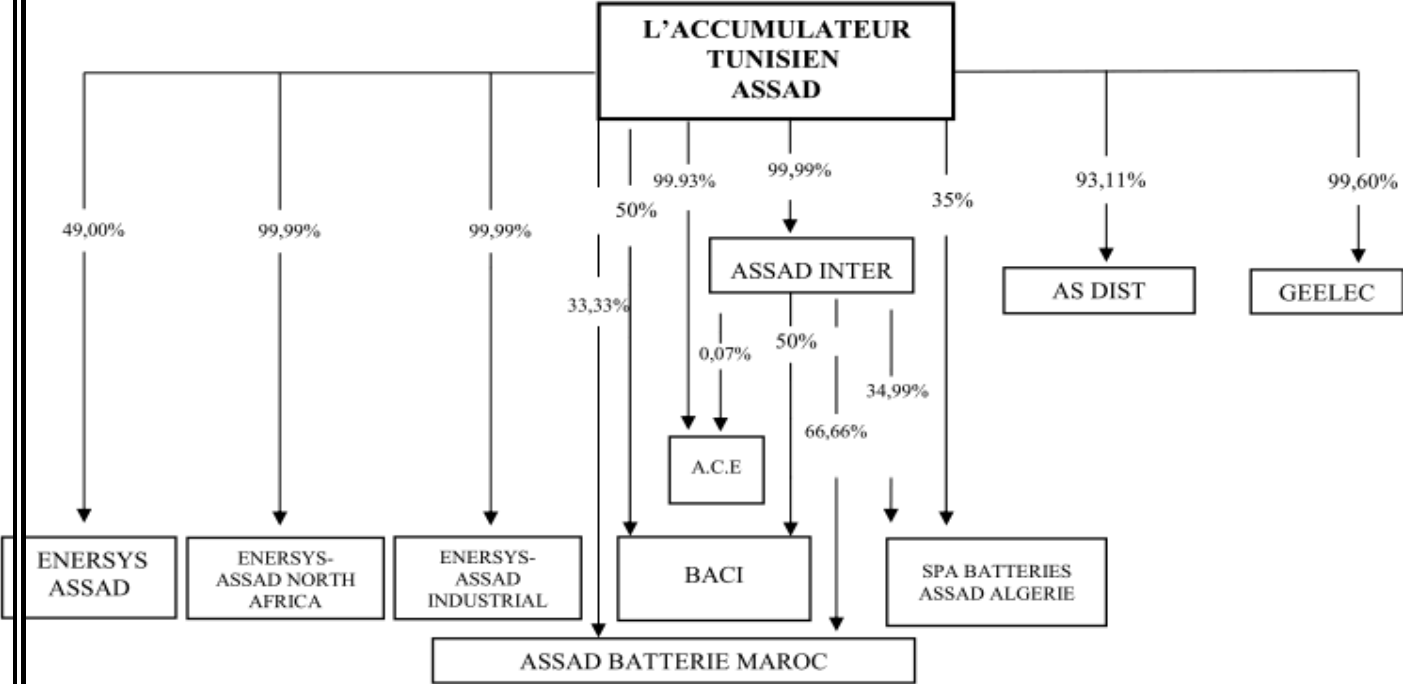 L'ACCUMULATEUR
TUNISIEN
ASSAD
99.93%
99,99%
93,11%
99,60%
35%
50%
49,00%
99,99%
99,99%
ASSAD INTER
AS DIST
GEELEC
33,33%
50%
0,07%
34,99%
66,66%
A.C.E
ENERSYS
ASSAD
ENERSYS-
ASSAD NORTH
AFRICA
ENERSYS-
ASSAD
INDUSTRIAL
BACI
SPA BATTERIES
ASSAD ALGERIE
ASSAD BATTERIE MAROC